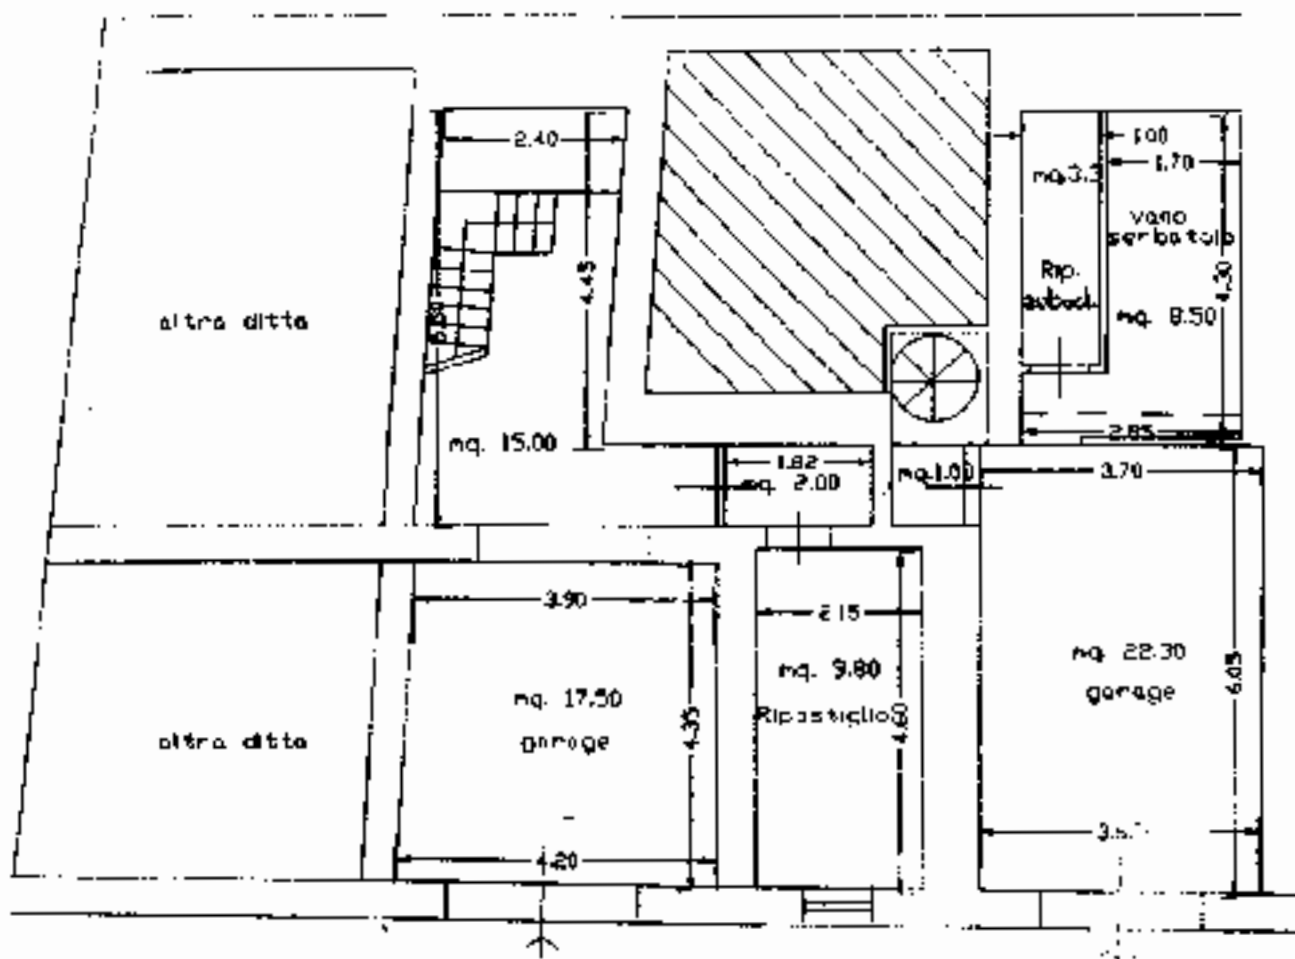 2.40
1.00
1.70
mq.3.3
vano
serbatoio
4.45
4.30
Rip.
altra ditta
mq. 8.50
mq. 15.00
2.85
1.82
mq. 2.00
mq.1.00
3.70
3.90
2.15
mq. 9.80
mq. 22.30
garage
6.05
mq. 17.50
garage
4.35
Ripostiglio
4.60
altra ditta
4.20